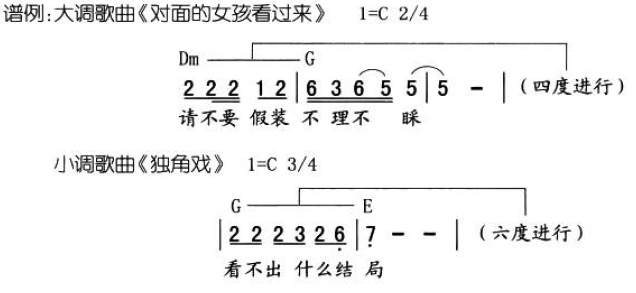 谱例:大调歌曲《对面的女孩看过来》 1=C 2/4
Dm G
2 2 2 1 2 | 6 3 6 5 5 | 5 - | (四度进行)
请不要 假装 不 理不 睬
小调歌曲《独角戏》 1=C 3/4
G E
| 2 2 2 3 2 6 | 7 - - | (六度进行)
看不出 什么结 局